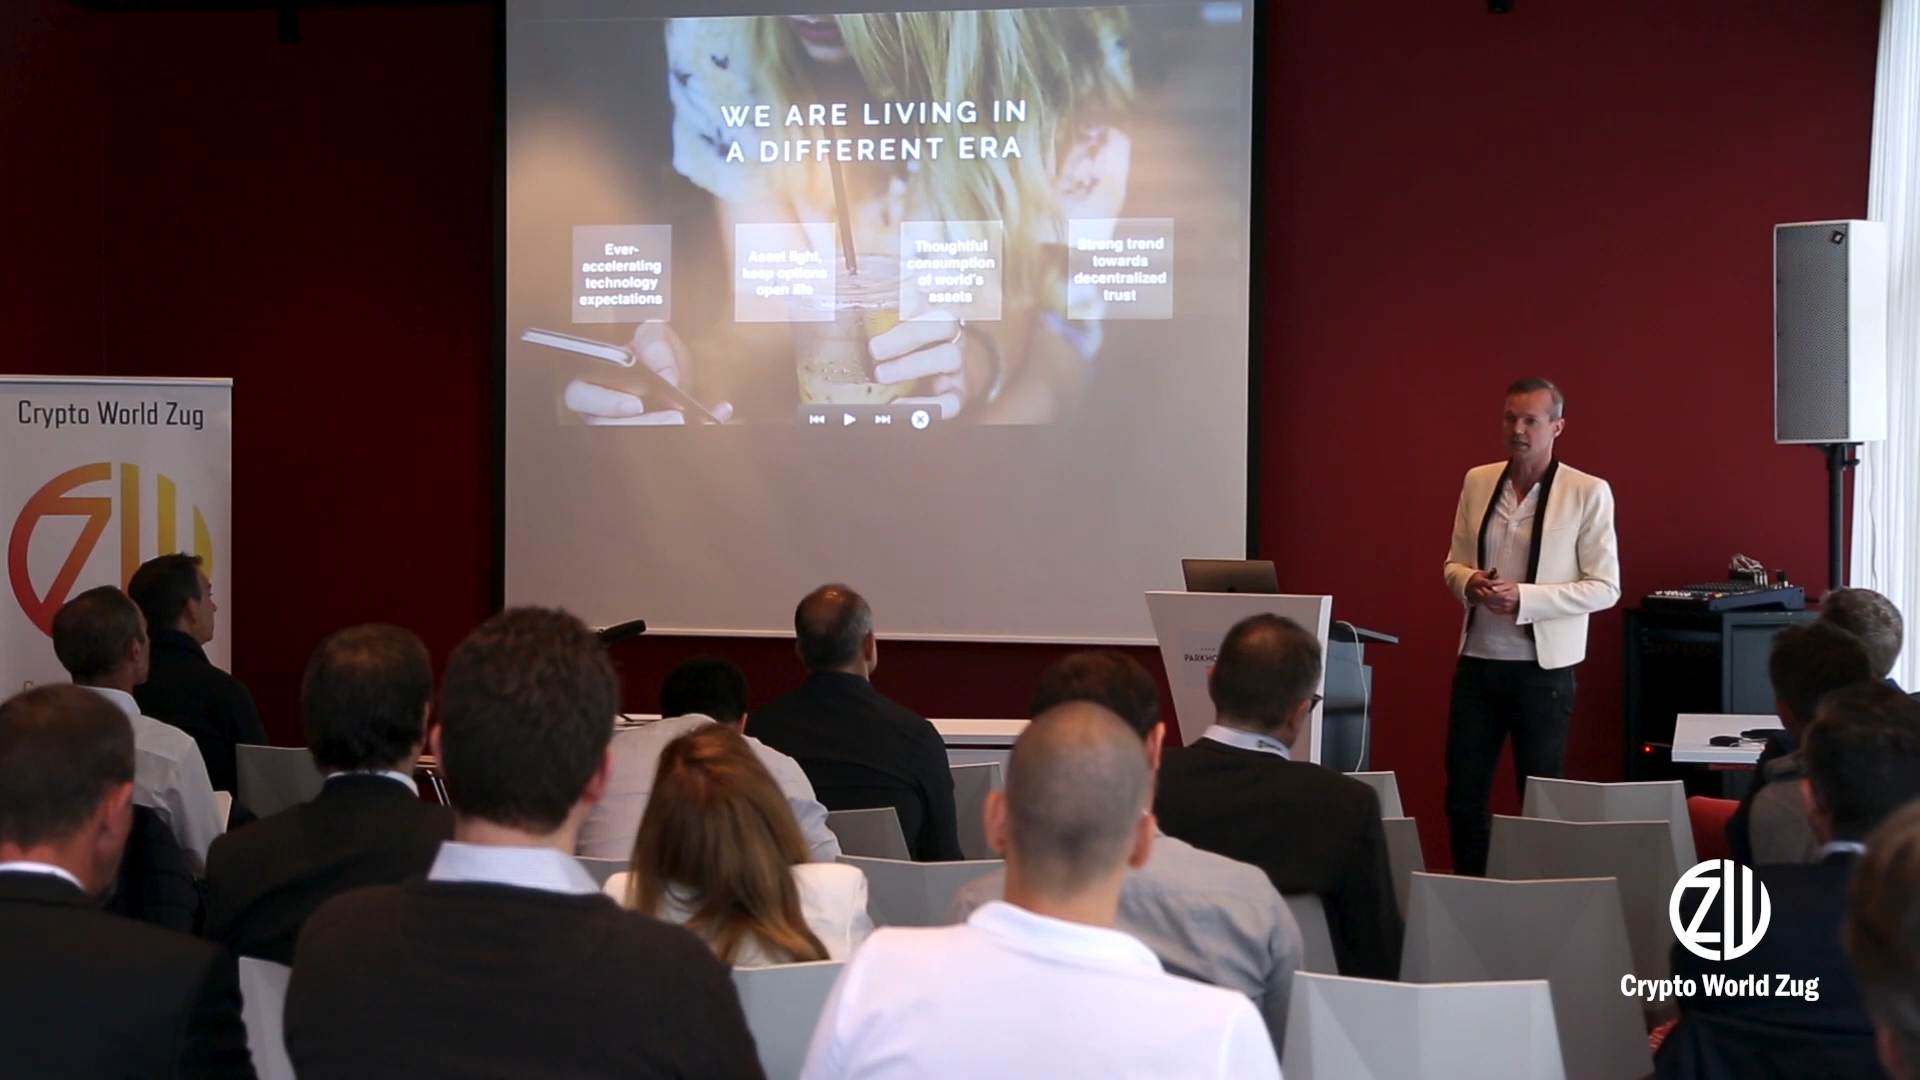 WE ARE LIVING IN
A DIFFERENT ERA
Ever-
accelerating
technology
expectations
Asset light,
keep options
open life
Thoughtful
consumption
of world's
assets
Strong trend
towards
decentralized
trust
Crypto World Zug
Crypto World Zug